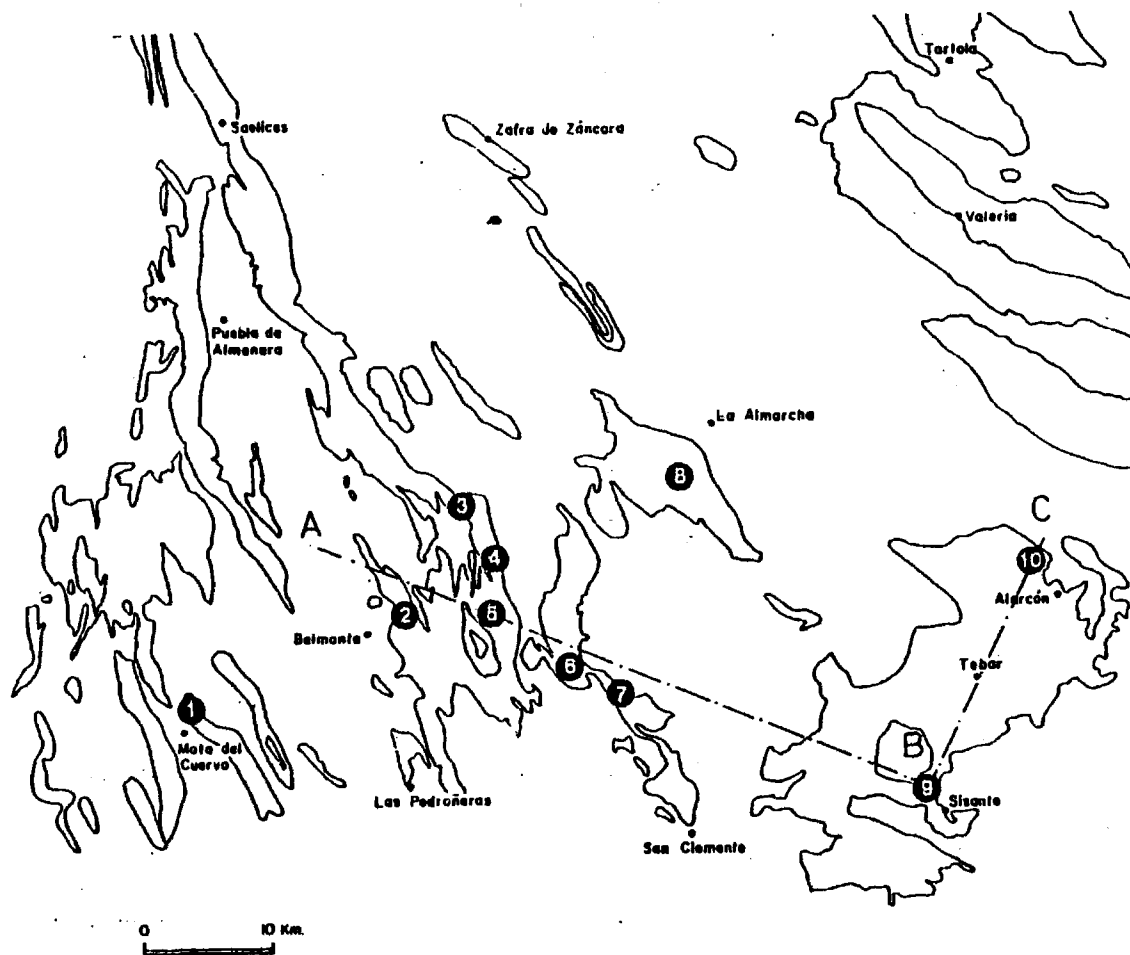 Tortola
Saelices
Zafra de Záncara
Valeria
Puebla de
Almenara
La Almarcha
8
3
A
C
4
10
Alarcón
2
5
Belmonte
6
Tebar
7
1
Mota del
Cuervo
B
9
Sisante
Las Pedroñeras
San Clemente
0 10 Km.